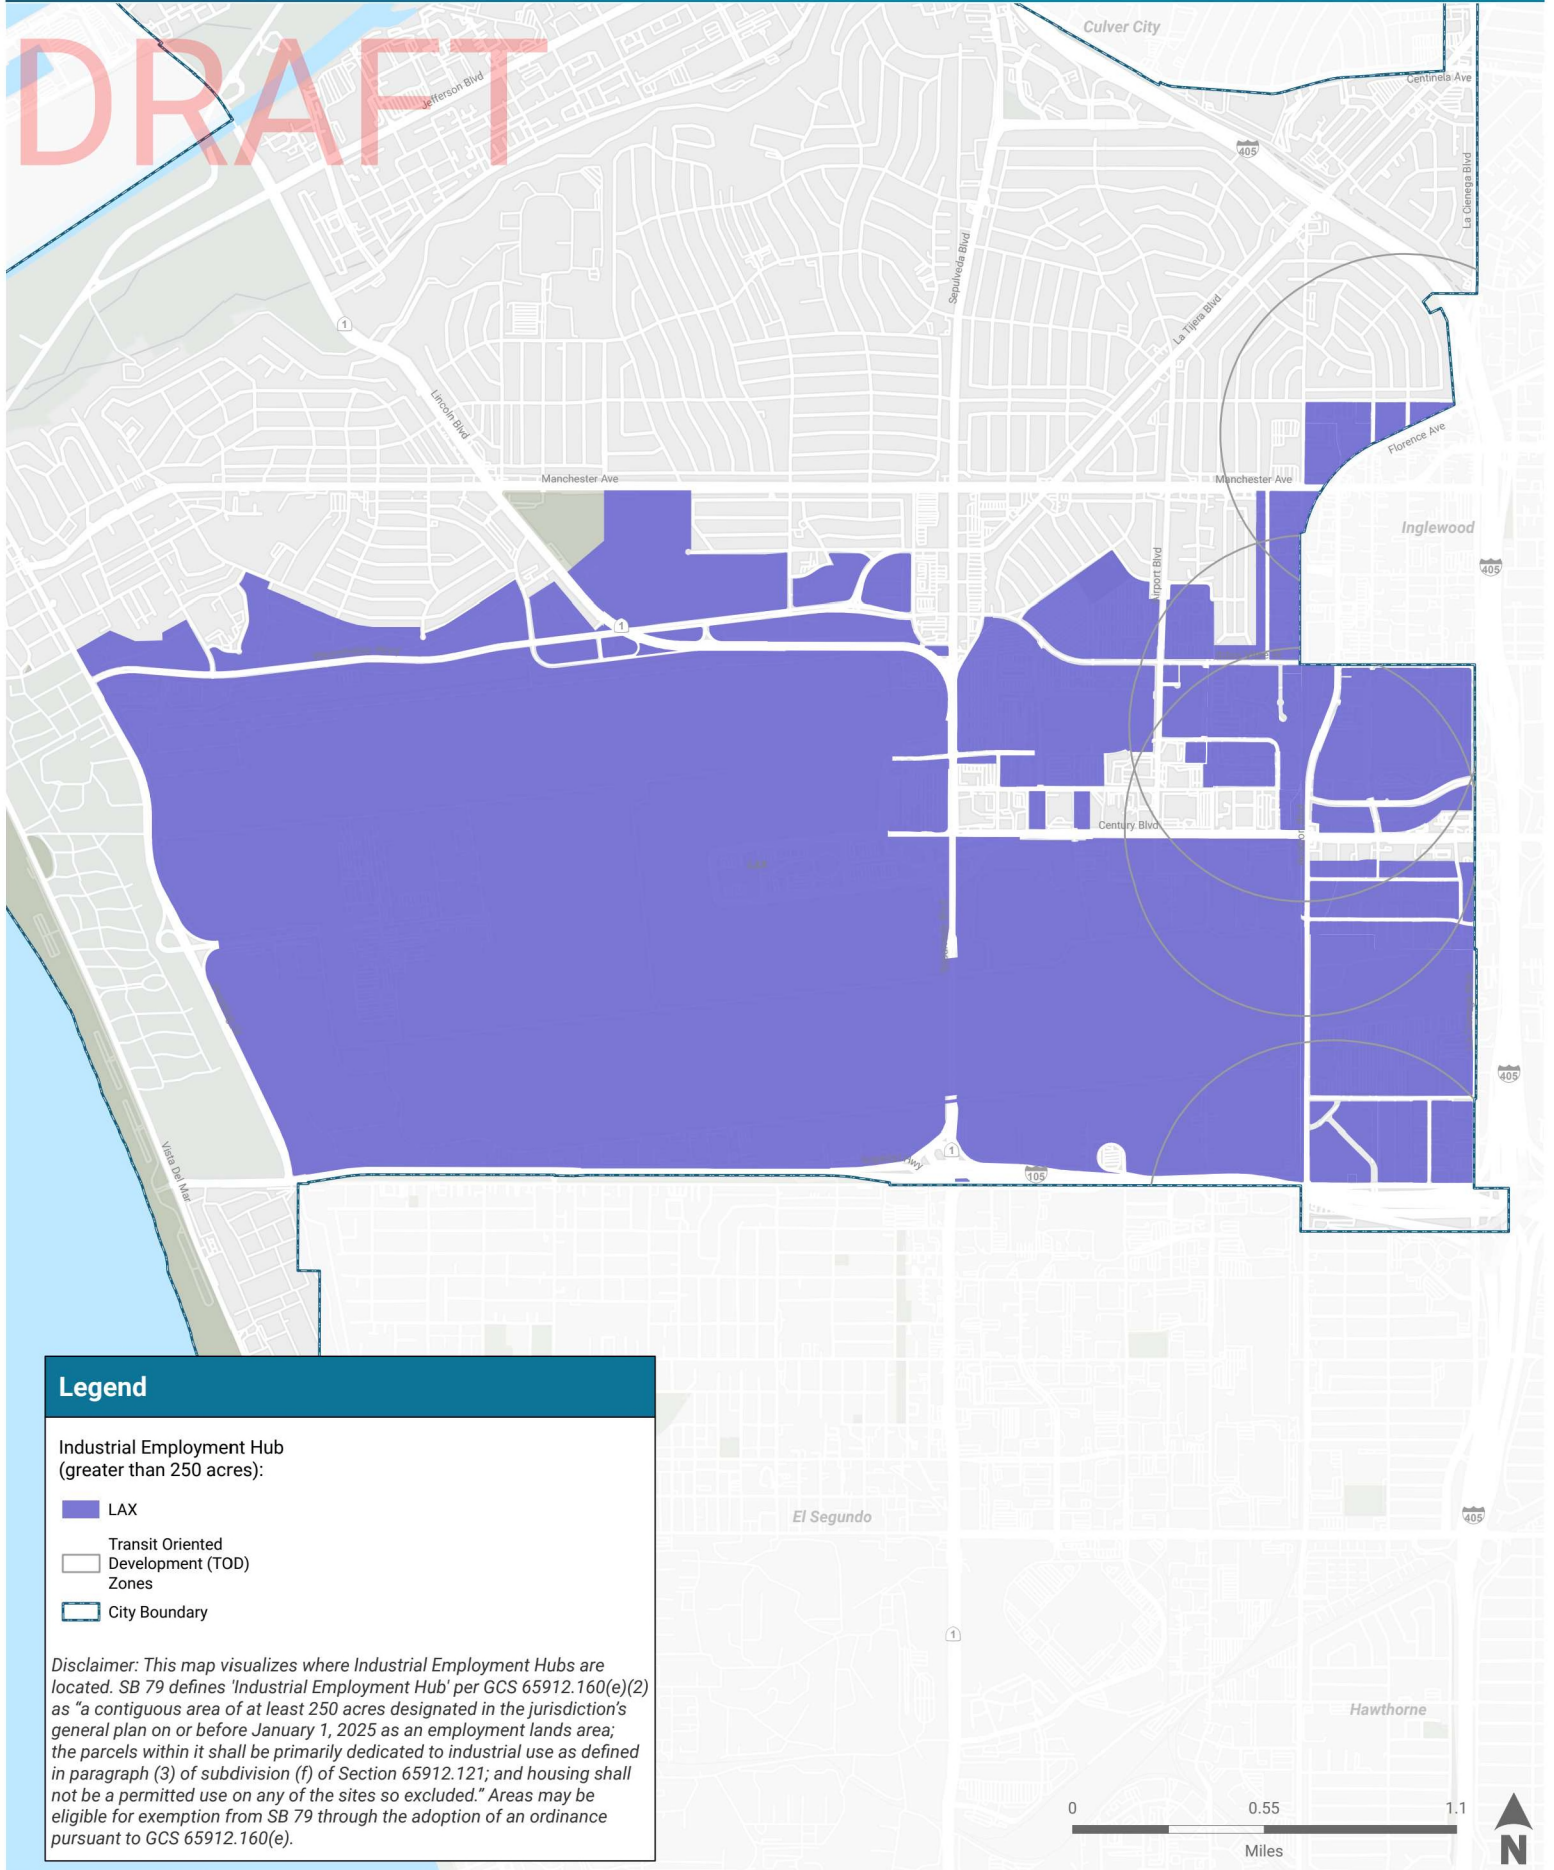 DRAFT
Culver City
Jefferson Blvd
Centinela Ave
405
La Cienega Blvd
Sepulveda Blvd
La Tijera Blvd
1
Lincoln Blvd
Florence Ave
Manchester Ave
Manchester Ave
Inglewood
405
Airport Blvd
1
Century Blvd
405
Vista Del Mar
1
105
El Segundo
405
1
Hawthorne
Legend
Industrial Employment Hub
(greater than 250 acres):
LAX
Transit Oriented
Development (TOD)
Zones
City Boundary
Disclaimer: This map visualizes where Industrial Employment Hubs are
located. SB 79 defines 'Industrial Employment Hub' per GCS 65912.160(e)(2)
as “a contiguous area of at least 250 acres designated in the jurisdiction’s
general plan on or before January 1, 2025 as an employment lands area;
the parcels within it shall be primarily dedicated to industrial use as defined
in paragraph (3) of subdivision (f) of Section 65912.121; and housing shall
not be a permitted use on any of the sites so excluded.” Areas may be
eligible for exemption from SB 79 through the adoption of an ordinance
pursuant to GCS 65912.160(e).
0 0.55 1.1
Miles
N